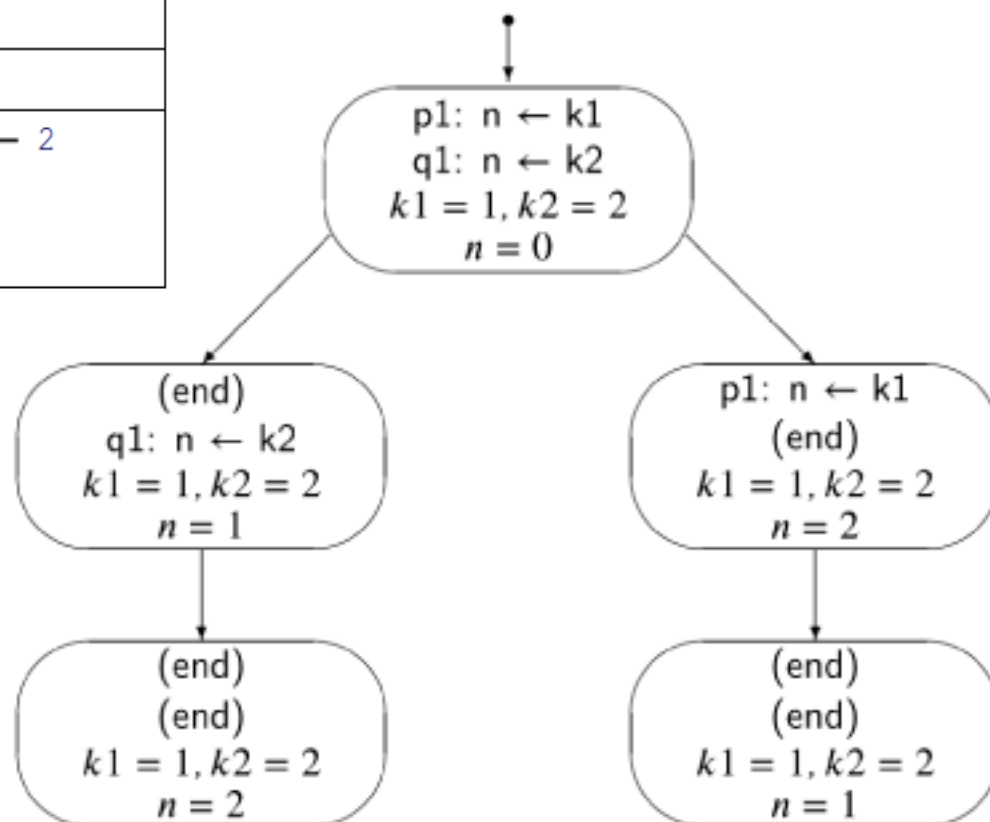 – 2
p1: n ← k1
q1: n ← k2
k1 = 1, k2 = 2
n = 0
(end)
q1: n ← k2
k1 = 1, k2 = 2
n = 1
p1: n ← k1
(end)
k1 = 1, k2 = 2
n = 2
(end)
(end)
k1 = 1, k2 = 2
n = 2
(end)
(end)
k1 = 1, k2 = 2
n = 1